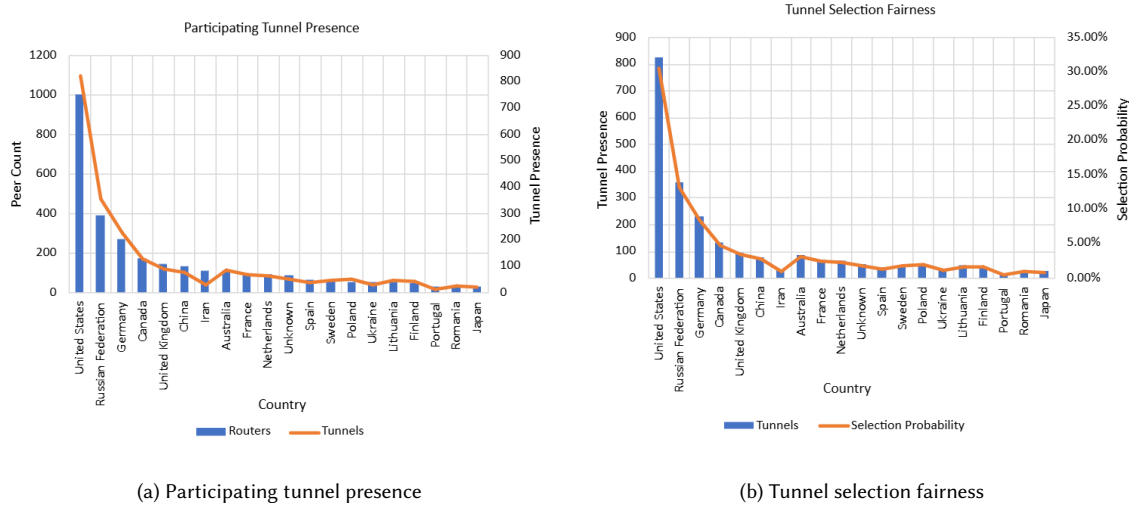 Participating Tunnel Presence
1200
1000
800
600
400
200
0
900
800
700
600
500
400
300
200
100
0
Peer Count
Tunnel Presence
United States
Russian Federation
Germany
Canada
United Kingdom
China
Iran
Australia
France
Netherlands
Unknown
Spain
Sweden
Poland
Ukraine
Lithuania
Finland
Portugal
Romania
Japan
Country
Routers
Tunnels
(a) Participating tunnel presence
Tunnel Selection Fairness
900
800
700
600
500
400
300
200
100
0
35.00%
30.00%
25.00%
20.00%
15.00%
10.00%
5.00%
0.00%
Tunnel Presence
Selection Probability
United States
Russian Federation
Germany
Canada
United Kingdom
China
Iran
Australia
France
Netherlands
Unknown
Spain
Sweden
Poland
Ukraine
Lithuania
Finland
Portugal
Romania
Japan
Country
Tunnels
Selection Probability
(b) Tunnel selection fairness